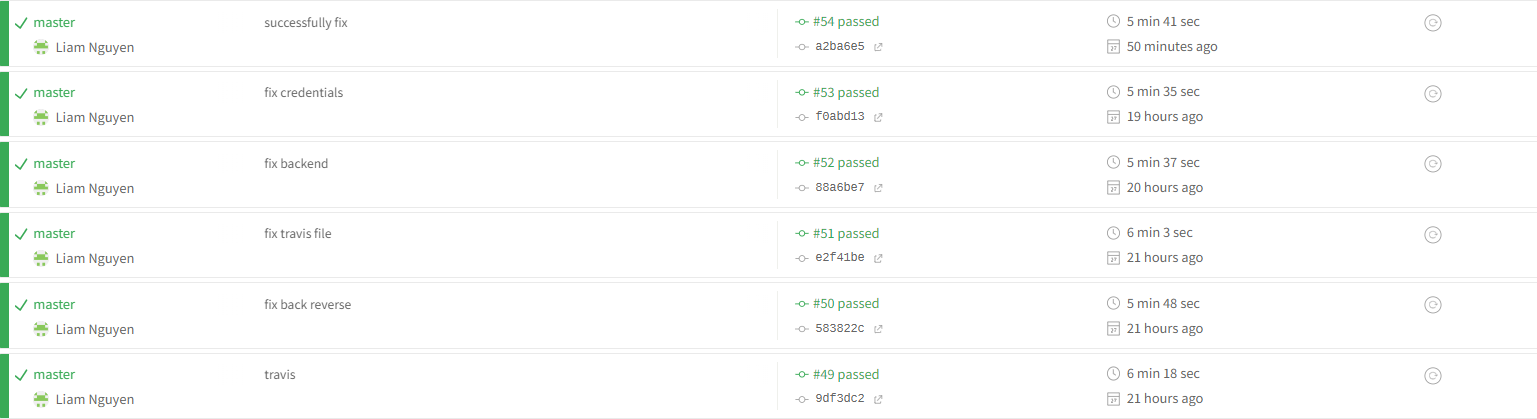 master successfully fix #54 passed 5 min 41 sec
Liam Nguyen a2ba6e5 50 minutes ago
master fix credentials #53 passed 5 min 35 sec
Liam Nguyen f0abd13 19 hours ago
master fix backend #52 passed 5 min 37 sec
Liam Nguyen 88a6be7 20 hours ago
master fix travis file #51 passed 6 min 3 sec
Liam Nguyen e2f41be 21 hours ago
master fix back reverse #50 passed 5 min 48 sec
Liam Nguyen 583822c 21 hours ago
master travis #49 passed 6 min 18 sec
Liam Nguyen 9df3dc2 21 hours ago